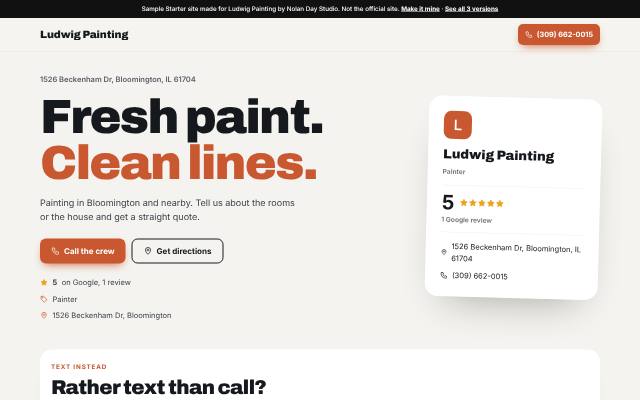 Sample Starter site made for Ludwig Painting by Nolan Day Studio. Not the official site. Make it mine · See all 3 versions
Ludwig Painting
(309) 662-0015
1526 Beckenham Dr, Bloomington, IL 61704
Fresh paint.
Clean lines.
Painting in Bloomington and nearby. Tell us about the rooms
or the house and get a straight quote.
Call the crew
Get directions
5 on Google, 1 review
Painter
1526 Beckenham Dr, Bloomington
L
Ludwig Painting
Painter
5
1 Google review
1526 Beckenham Dr, Bloomington, IL
61704
(309) 662-0015
TEXT INSTEAD
Rather text than call?